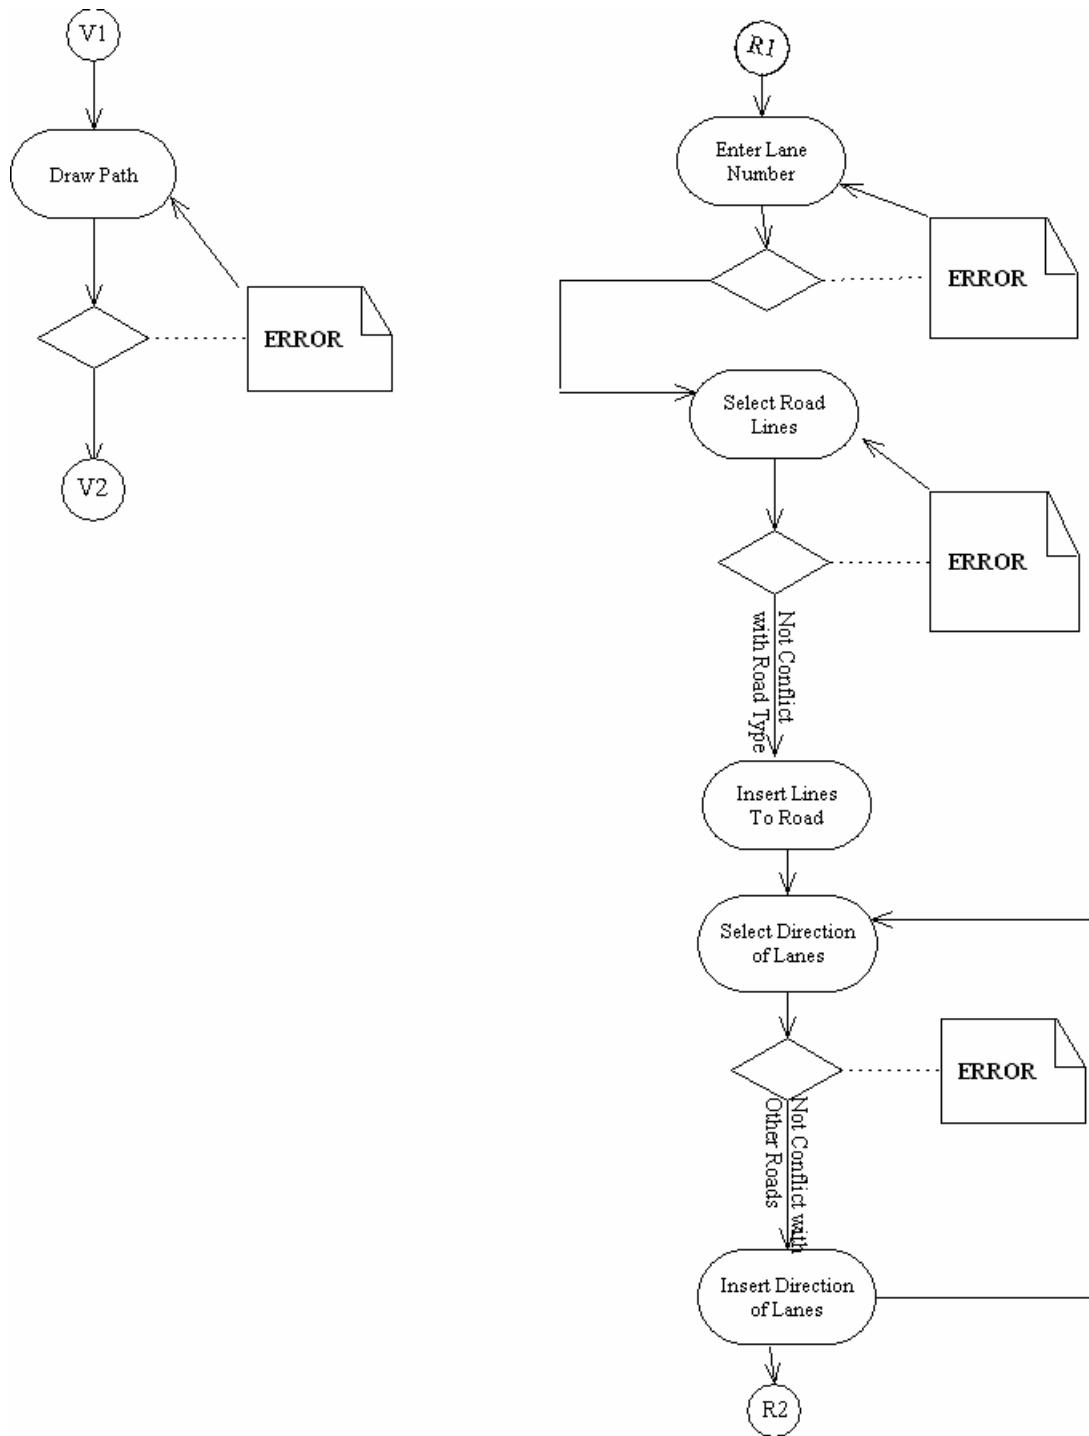 V1
Draw Path
ERROR
V2
R1
Enter Lane
Number
ERROR
Select Road
Lines
ERROR
Not Conflict
with Road Type
Insert Lines
To Road
Select Direction
of Lanes
ERROR
Not Conflict with
Other Roads
Insert Direction
of Lanes
R2